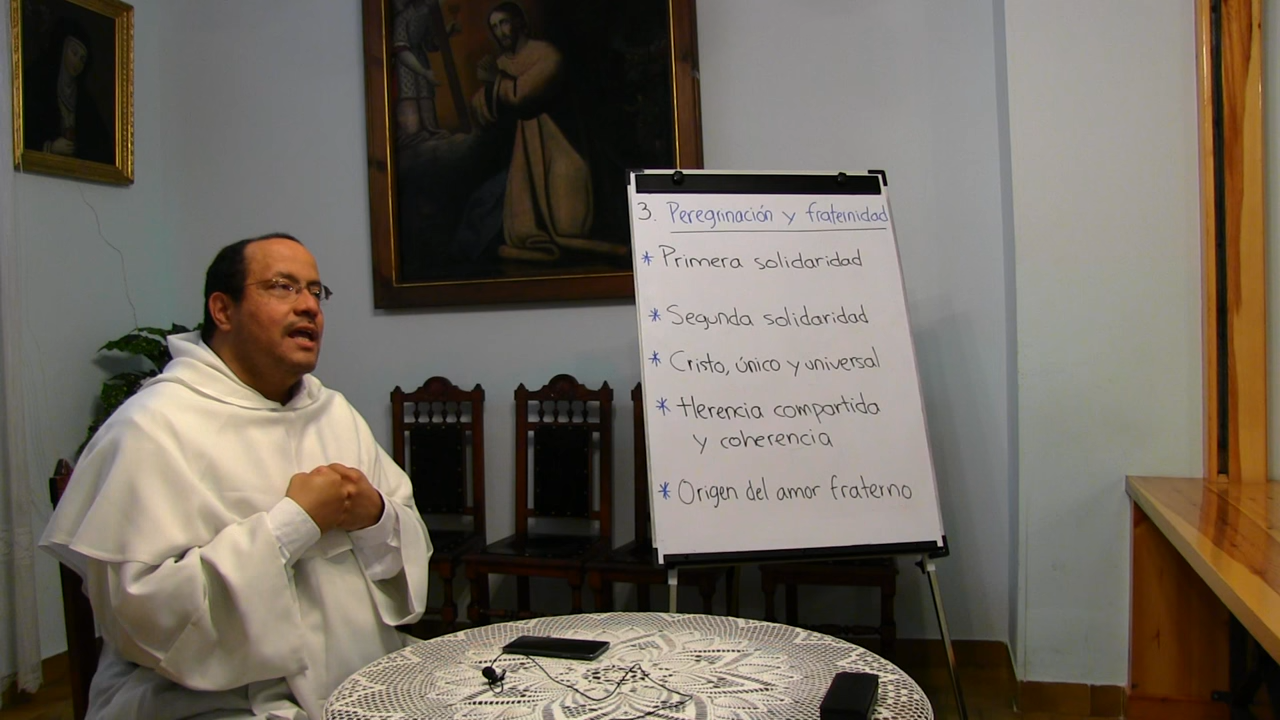 3. Peregrinación y fraternidad
* Primera solidaridad
* Segunda solidaridad
* Cristo, único y universal
* Herencia compartida
y coherencia
* Origen del amor fraterno